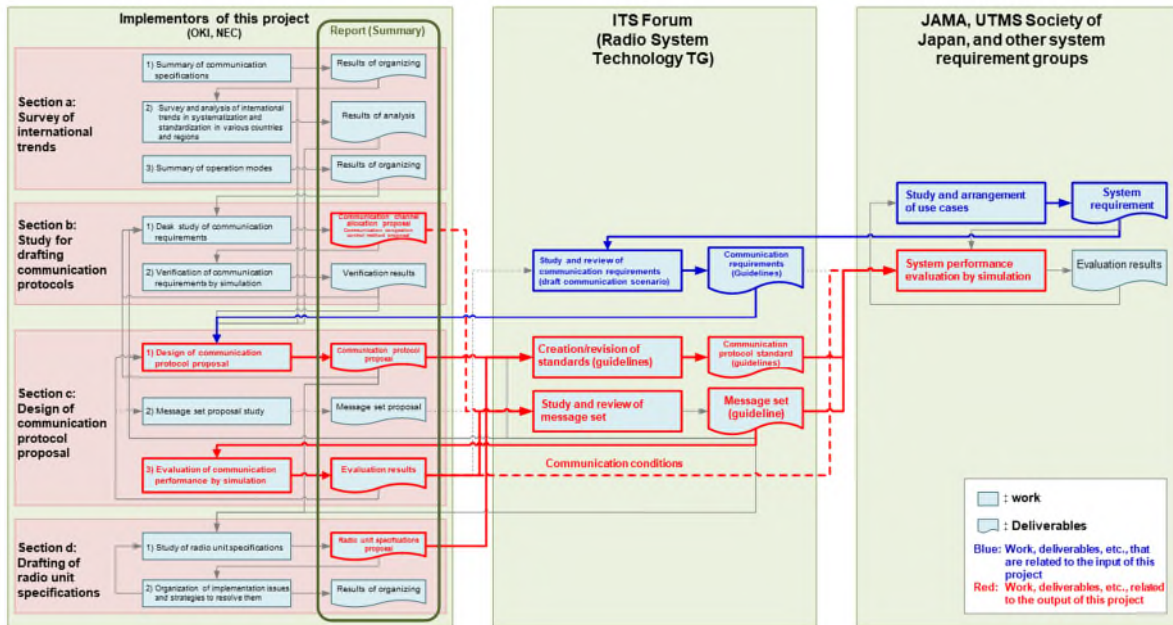 Implementors of this project
(OKI, NEC)
Report (Summary)
Section a:
Survey of
international
trends
1) Summary of communication
specifications
Results of organizing
2) Survey and analysis of international
trends in systematization and
standardization in various countries
and regions
Results of analysis
3) Summary of operation modes
Results of organizing
Section b:
Study for
drafting
communication
protocols
1) Desk study of communication
requirements
Communication channel
allocation proposal
Communication congestion
control method proposal
2) Verification of communication
requirements by simulation
Verification results
Section c:
Design of
communication
protocol
proposal
1) Design of communication
protocol proposal
Communication protocol
proposal
2) Message set proposal study
Message set proposal
3) Evaluation of communication
performance by simulation
Evaluation results
Section d:
Drafting of
radio unit
specifications
1) Study of radio unit specifications
Radio unit specifications
proposal
2) Organization of implementation issues
and strategies to resolve them
Results of organizing
ITS Forum
(Radio System
Technology TG)
Study and review of
communication requirements
(draft communication scenario)
Communication
requirements
(Guidelines)
Creation/revision of
standards (guidelines)
Communication
protocol standard
(guidelines)
Study and review of
message set
Message set
(guideline)
Communication conditions
JAMA, UTMS Society of
Japan, and other system
requirement groups
Study and arrangement
of use cases
System
requirement
System performance
evaluation by simulation
Evaluation results
: work
: Deliverables
Blue: Work, deliverables, etc., that
are related to the input of this
project
Red: Work, deliverables, etc., related
to the output of this project